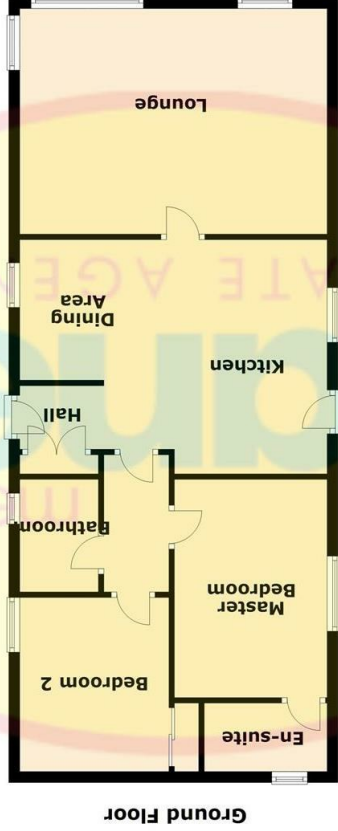 Ground Floor
En-suite
Bedroom 2
Master
Bedroom
Bathroom
Hall
Kitchen
Dining
Area
Lounge